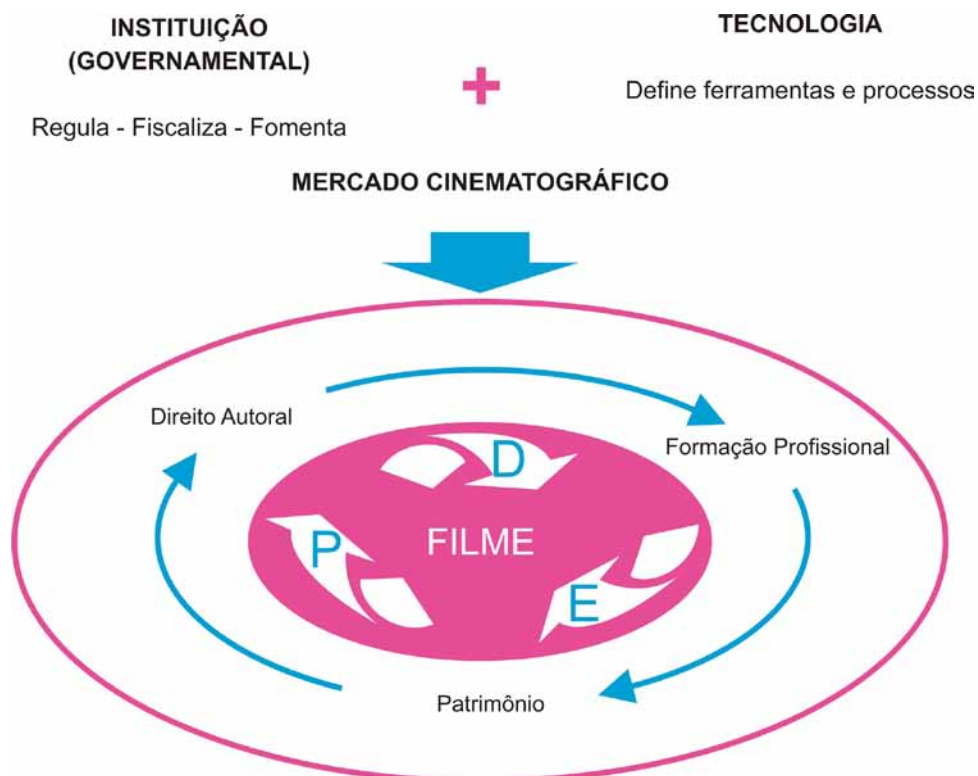 INSTITUIÇÃO
(GOVERNAMENTAL)
Regula - Fiscaliza - Fomenta
TECNOLOGIA
Define ferramentas e processos
MERCADO CINEMATOGRÁFICO
Direito Autoral
Formação Profissional
D
P
FILME
E
Patrimônio